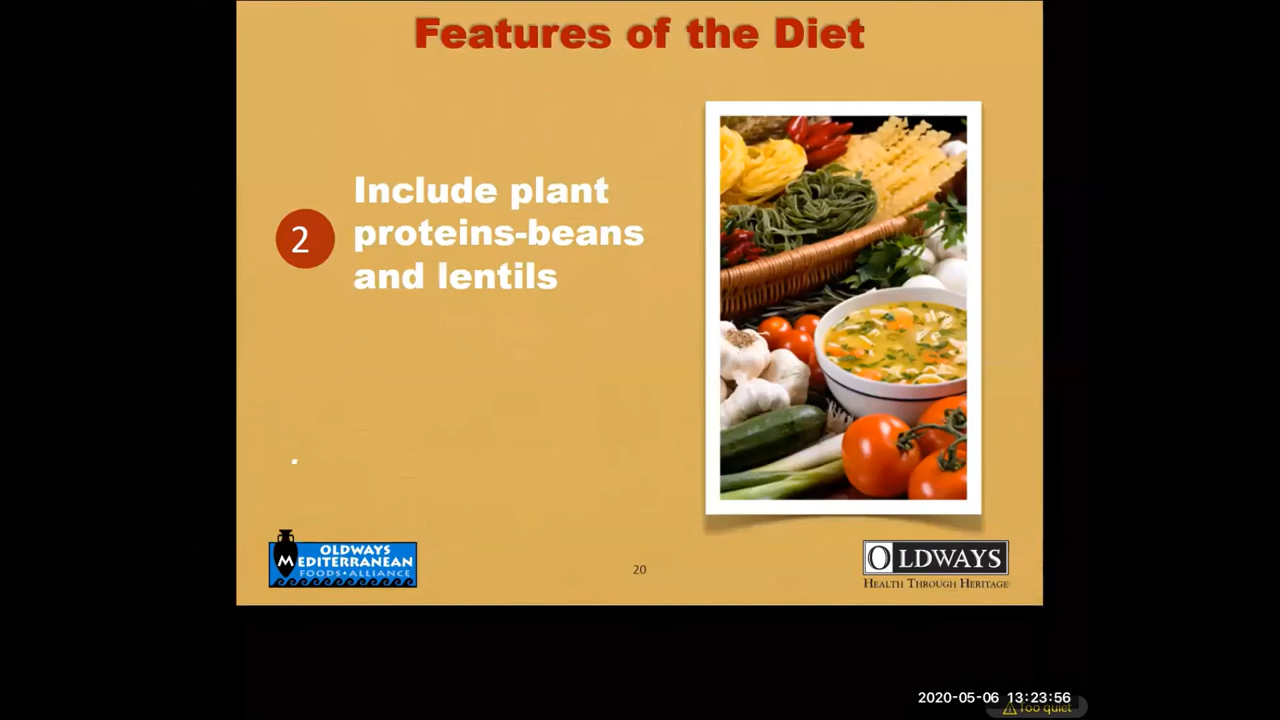 Features of the Diet
Include plant
2
proteins-beans
and lentils
.
OLDWAYS
MEDITERRANEAN
FOODS•ALLIANCE
20
OLDWAYS
HEALTH THROUGH HERITAGE
2020-05-06 13:23:56
Too quiet